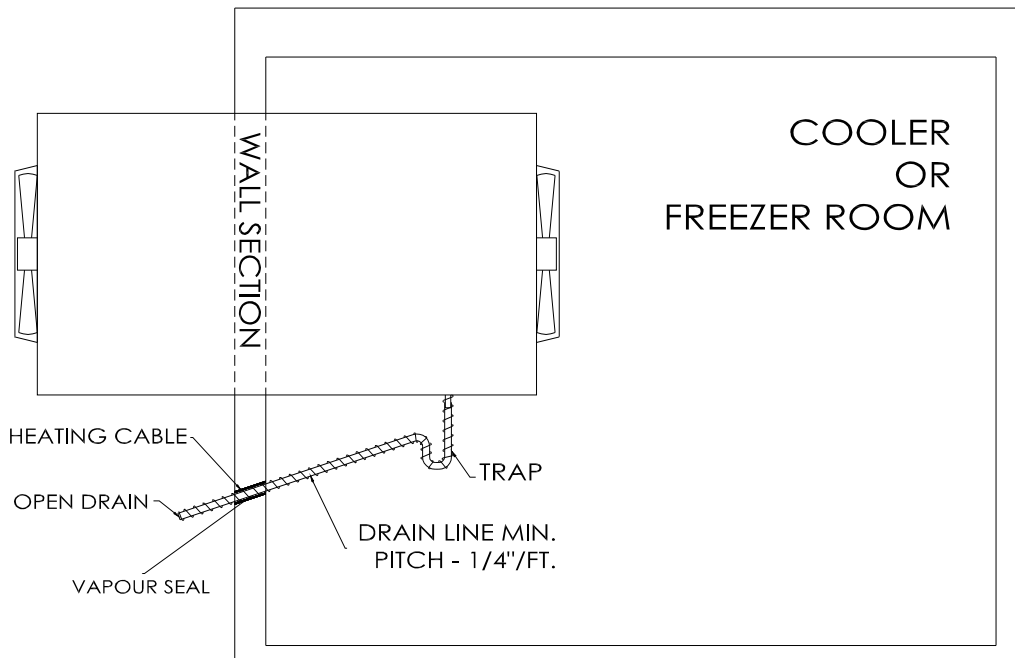 COOLER
OR
FREEZER ROOM
WALL SECTION
HEATING CABLE
OPEN DRAIN
TRAP
DRAIN LINE MIN.
PITCH - 1/4"/FT.
VAPOUR SEAL